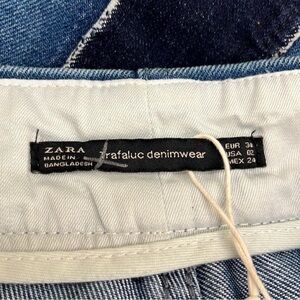 ZARA
MADE IN
BANGLADESH
trafaluc denimwear
EUR 34
USA 02
MEX 24